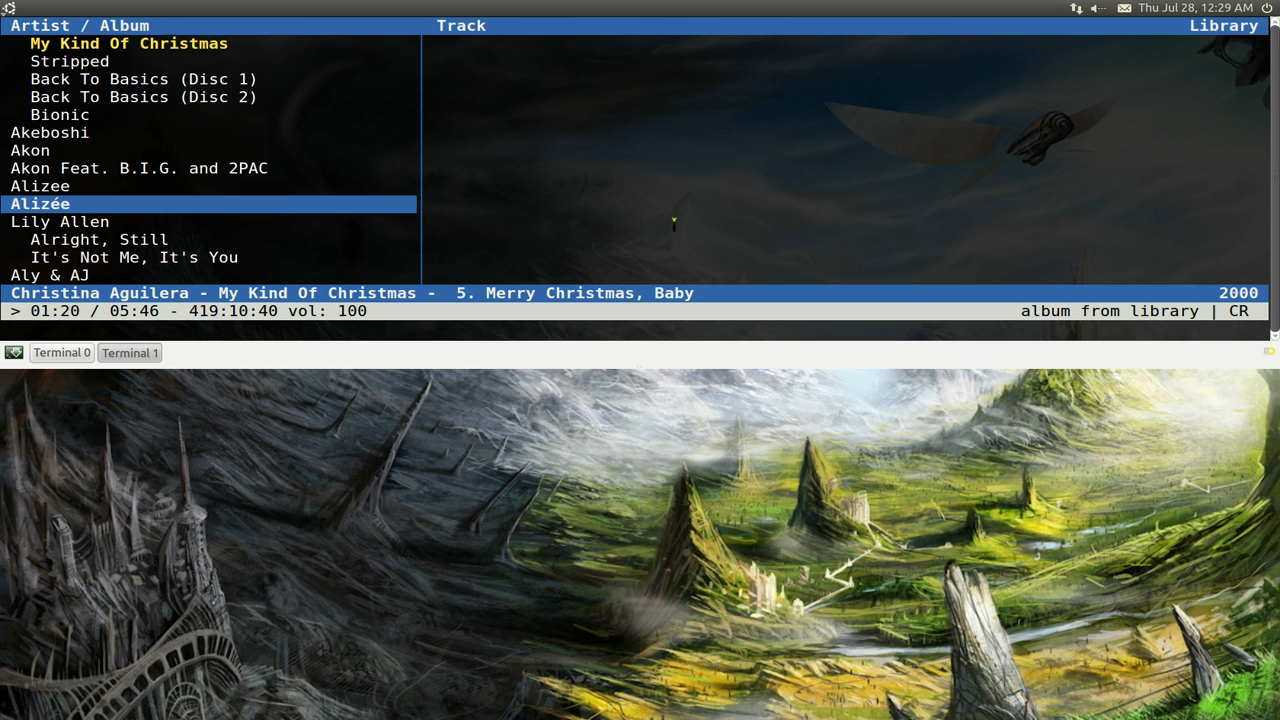 Thu Jul 28, 12:29 AM
Artist / Album Track Library
My Kind Of Christmas
Stripped
Back To Basics (Disc 1)
Back To Basics (Disc 2)
Bionic
Akeboshi
Akon
Akon Feat. B.I.G. and 2PAC
Alizee
Alizée
Lily Allen
Alright, Still
It's Not Me, It's You
Aly & AJ
Christina Aguilera - My Kind Of Christmas - 5. Merry Christmas, Baby 2000
> 01:20 / 05:46 - 419:10:40 vol: 100 album from library | CR
Terminal 0 Terminal 1